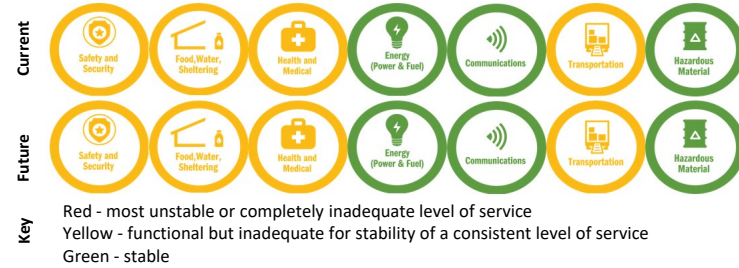 Current
Safety and
Security
Food,Water,
Sheltering
Health and
Medical
Energy
(Power & Fuel)
Communications
Transportation
Hazardous
Material
Future
Safety and
Security
Food,Water,
Sheltering
Health and
Medical
Energy
(Power & Fuel)
Communications
Transportation
Hazardous
Material
Key
Red - most unstable or completely inadequate level of service
Yellow - functional but inadequate for stability of a consistent level of service
Green - stable